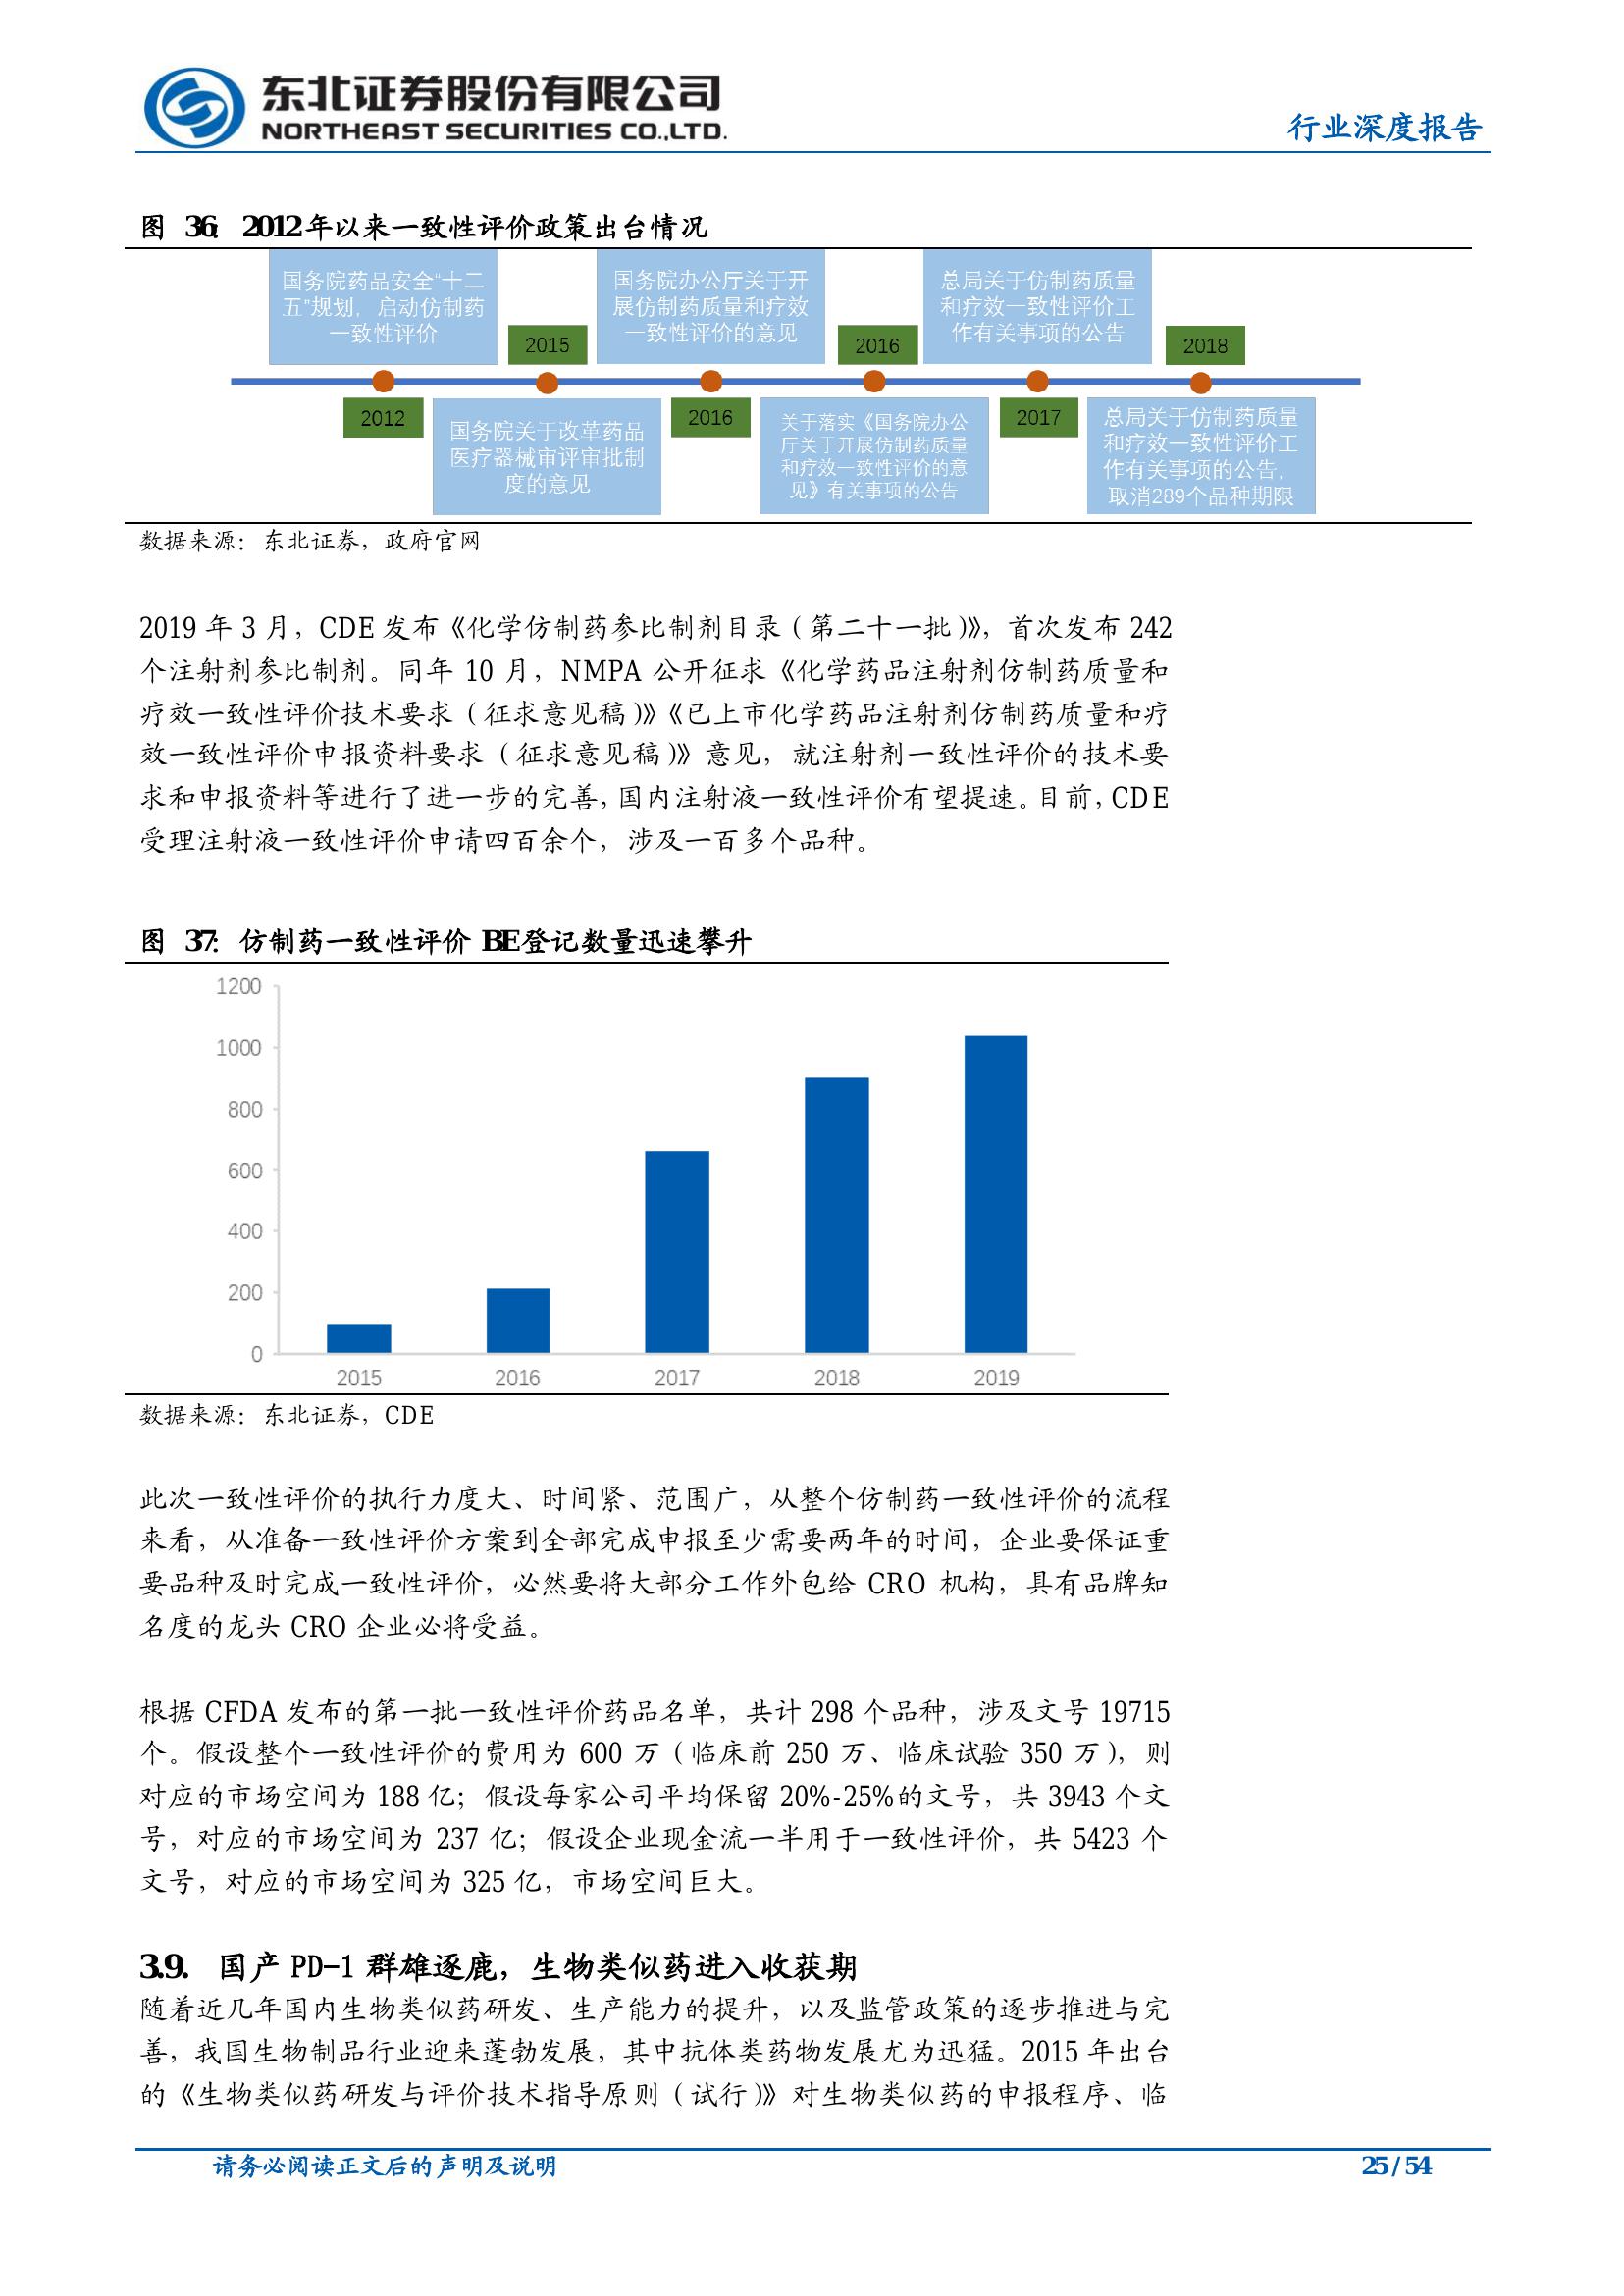 东北证券股份有限公司
NORTHEAST SECURITIES CO.,LTD.
行业深度报告
图 36：2012 年以来一致性评价政策出台情况
国务院药品安全“十二
五”规划，启动仿制药
一致性评价
2012
2015
国务院关于改革药品
医疗器械审评审批制
度的意见
国务院办公厅关于开
展仿制药质量和疗效
一致性评价的意见
2016
2016
关于落实《国务院办公
厅关于开展仿制药质量
和疗效一致性评价的意
见》有关事项的公告
总局关于仿制药质量
和疗效一致性评价工
作有关事项的公告
2017
2018
总局关于仿制药质量
和疗效一致性评价工
作有关事项的公告，
取消289个品种期限
数据来源：东北证券，政府官网
2019 年 3 月，CDE 发布《化学仿制药参比制剂目录（第二十一批）》，首次发布 242
个注射剂参比制剂。同年 10 月，NMPA 公开征求《化学药品注射剂仿制药质量和
疗效一致性评价技术要求（征求意见稿）》《已上市化学药品注射剂仿制药质量和疗
效一致性评价申报资料要求（征求意见稿）》意见，就注射剂一致性评价的技术要
求和申报资料等进行了进一步的完善，国内注射液一致性评价有望提速。目前，CDE
受理注射液一致性评价申请四百余个，涉及一百多个品种。
图 37：仿制药一致性评价 BE 登记数量迅速攀升
1200
1000
800
600
400
200
0
2015 2016 2017 2018 2019
数据来源：东北证券，CDE
此次一致性评价的执行力度大、时间紧、范围广，从整个仿制药一致性评价的流程
来看，从准备一致性评价方案到全部完成申报至少需要两年的时间，企业要保证重
要品种及时完成一致性评价，必然要将大部分工作外包给 CRO 机构，具有品牌知
名度的龙头 CRO 企业必将受益。
根据 CFDA 发布的第一批一致性评价药品名单，共计 298 个品种，涉及文号 19715
个。假设整个一致性评价的费用为 600 万（临床前 250 万、临床试验 350 万），则
对应的市场空间为 188 亿；假设每家公司平均保留 20%-25%的文号，共 3943 个文
号，对应的市场空间为 237 亿；假设企业现金流一半用于一致性评价，共 5423 个
文号，对应的市场空间为 325 亿，市场空间巨大。
3.9. 国产 PD-1 群雄逐鹿，生物类似药进入收获期
随着近几年国内生物类似药研发、生产能力的提升，以及监管政策的逐步推进与完
善，我国生物制品行业迎来蓬勃发展，其中抗体类药物发展尤为迅猛。2015 年出台
的《生物类似药研发与评价技术指导原则（试行）》对生物类似药的申报程序、临
请务必阅读正文后的声明及说明
25 / 54